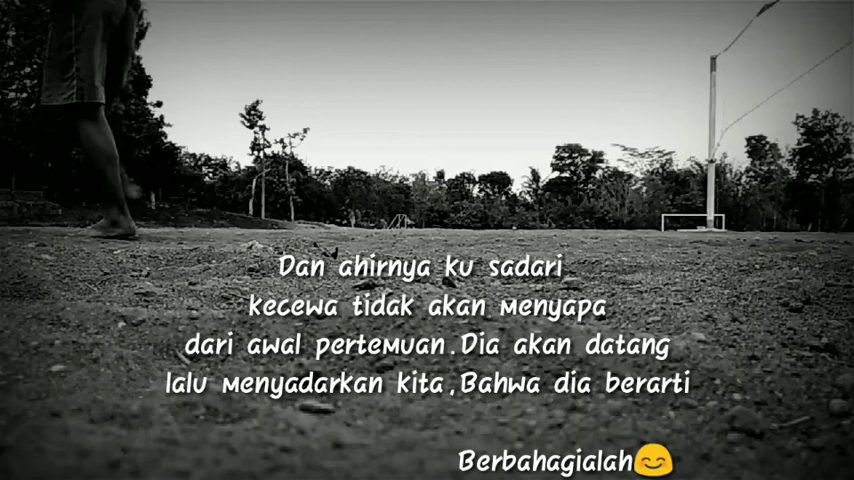 Dan ahirnya ku sadari
kecewa tidak akan menyapa
dari awal pertemuan.Dia akan datang
lalu menyadarkan kita,Bahwa dia berarti
Berbahagialah😊